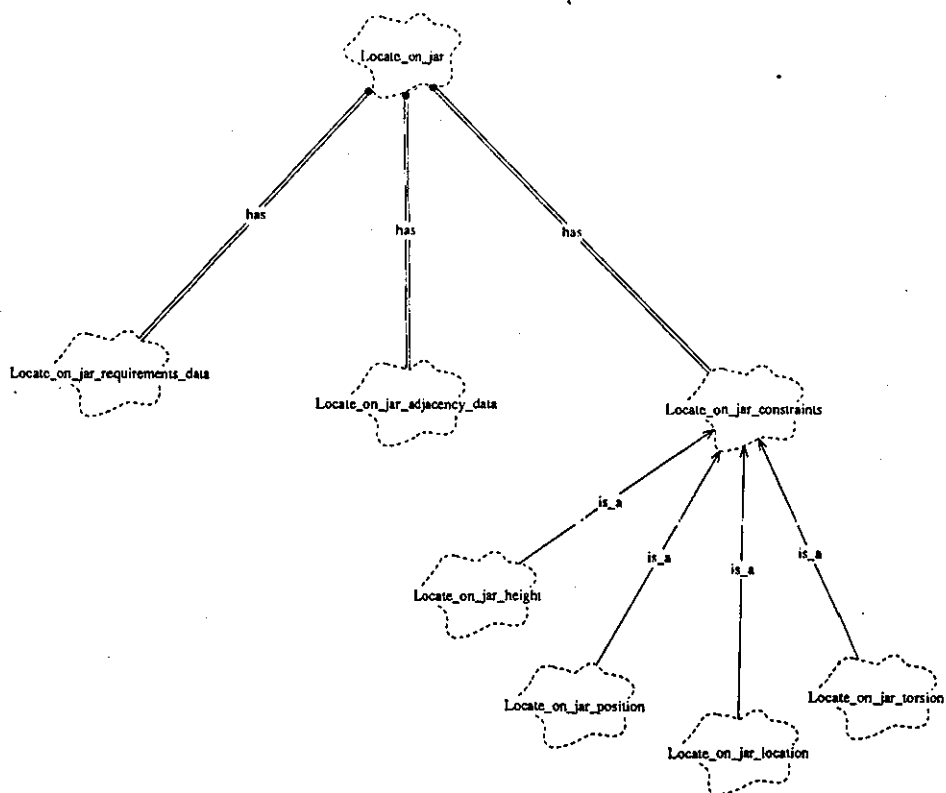 Locate_on_jar
has
has
has
Locate_on_jar_requirements_data
Locate_on_jar_adjacency_data
Locate_on_jar_constraints
is_a
is_a
is_a
is_a
Locate_on_jar_height
Locate_on_jar_position
Locate_on_jar_torsion
Locate_on_jar_location